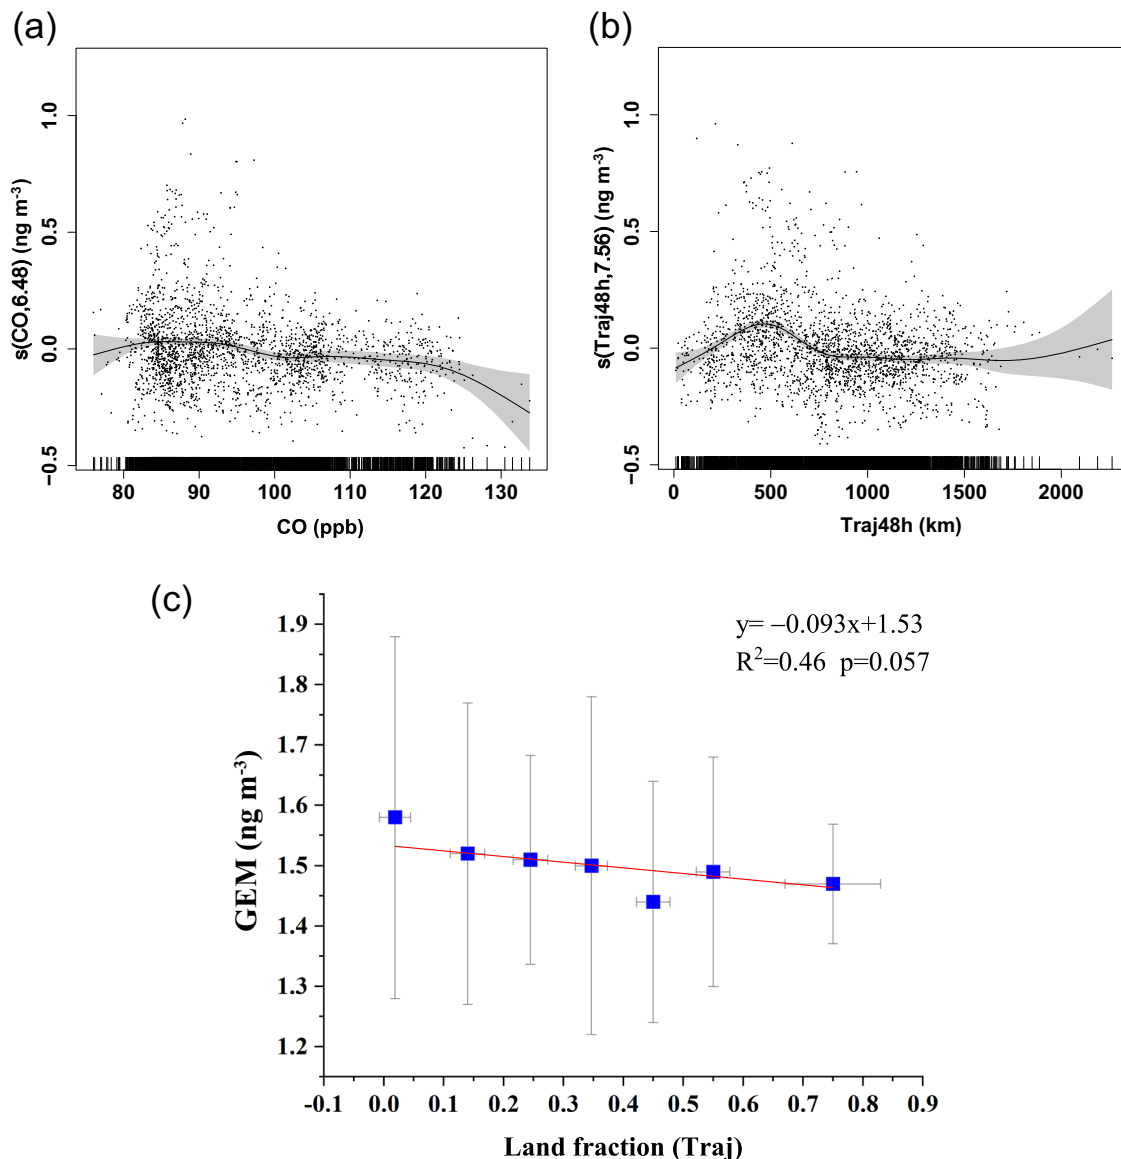 (a)
1.0
0.5
0.0
−0.5
s(CO,6.48) (ng m-3)
80 90 100 110 120 130
CO (ppb)
(b)
1.0
0.5
0.0
−0.5
s(Traj48h,7.56) (ng m-3)
0 500 1000 1500 2000
Traj48h (km)
(c)
y= −0.093x+1.53
R2=0.46 p=0.057
1.9
1.8
1.7
1.6
1.5
1.4
1.3
1.2
GEM (ng m-3)
-0.1 0.0 0.1 0.2 0.3 0.4 0.5 0.6 0.7 0.8 0.9
Land fraction (Traj)